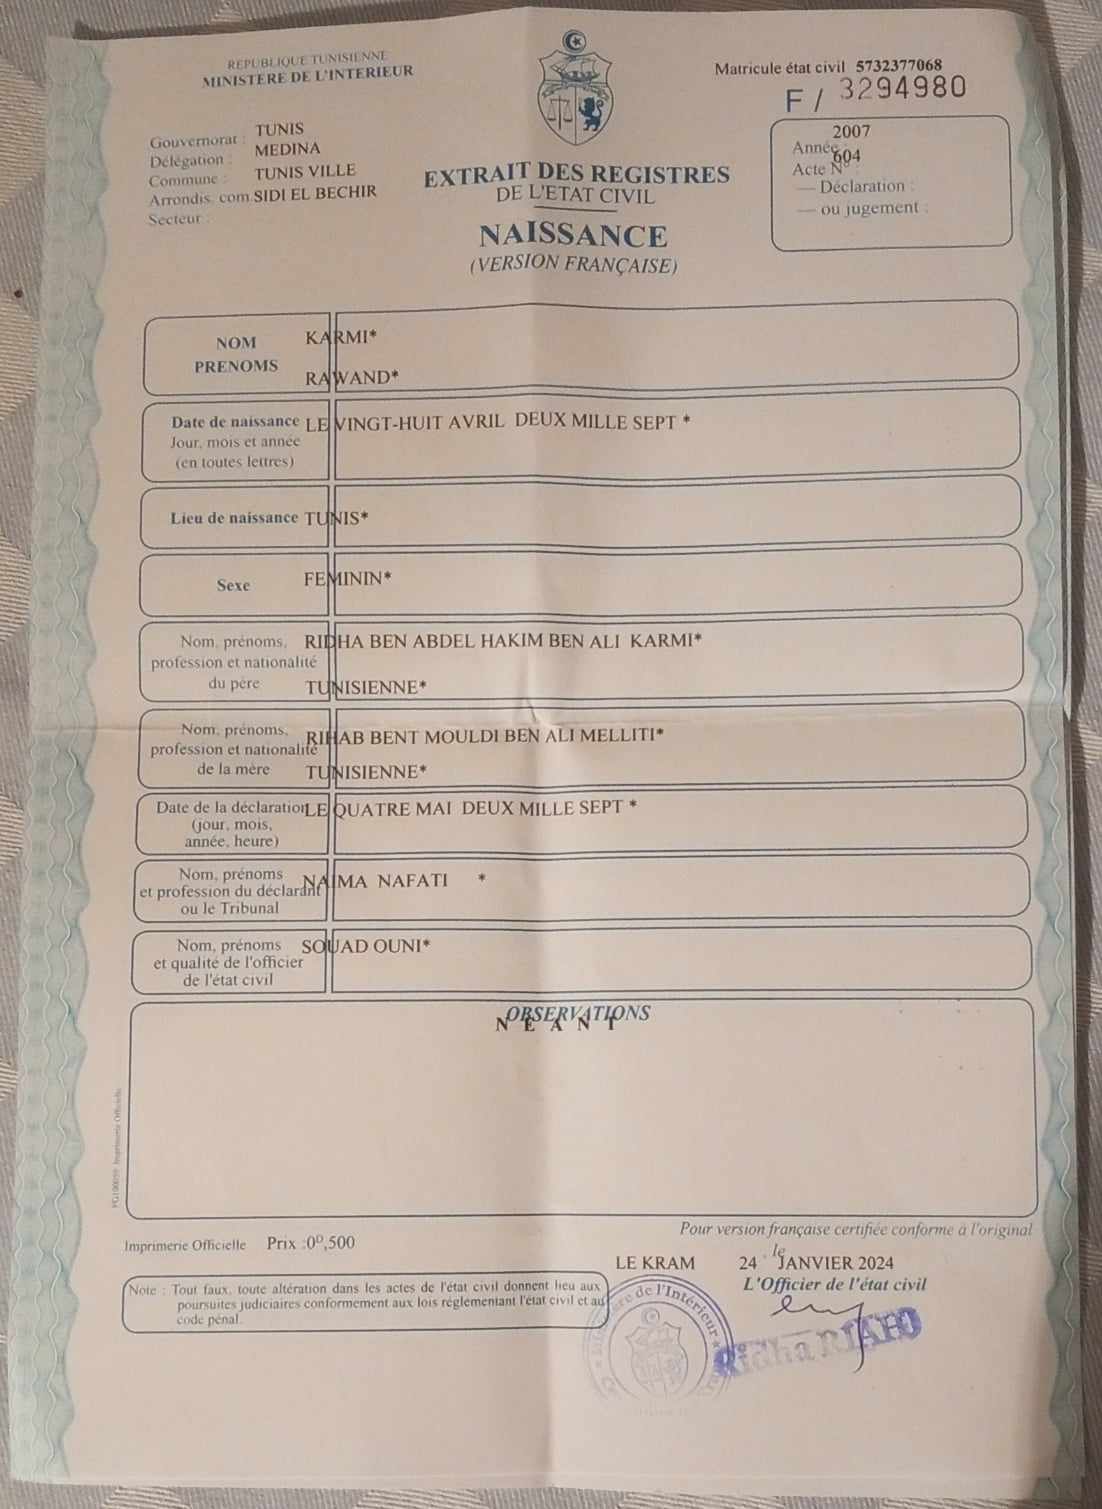 REPUBLIQUE TUNISIENNE
MINISTERE DE L'INTERIEUR
Matricule état civil 5732377068
F / 3294980
Gouvernorat : TUNIS
Délégation : MEDINA
Commune : TUNIS VILLE
Arrondis. com SIDI EL BECHIR
Secteur :
EXTRAIT DES REGISTRES
DE L'ETAT CIVIL
NAISSANCE
(VERSION FRANÇAISE)
2007
Année :
604
Acte N° :
— Déclaration :
— ou jugement :
NOM KARMI*
PRENOMS RAWAND*
Date de naissance LE VINGT-HUIT AVRIL DEUX MILLE SEPT *
Jour, mois et année
(en toutes lettres)
Lieu de naissance TUNIS*
Sexe FEMININ*
Nom, prénoms, RIDHA BEN ABDEL HAKIM BEN ALI KARMI*
profession et nationalité
du père TUNISIENNE*
Nom, prénoms, RIHAB BENT MOULDI BEN ALI MELLITI*
profession et nationalité
de la mère TUNISIENNE*
Date de la déclaration LE QUATRE MAI DEUX MILLE SEPT *
(jour, mois,
année, heure)
Nom, prénoms NAIMA NAFATI *
et profession du déclarant
ou le Tribunal
Nom, prénoms SOUAD OUNI*
et qualité de l'officier
de l'état civil
OBSERVATIONS
N E A N T
Imprimerie Officielle
Pour version française certifiée conforme à l'original
Imprimerie Officielle Prix :0ᴰ,500
LE KRAM 24 le JANVIER 2024
L'Officier de l'état civil
Note : Tout faux, toute altération dans les actes de l'état civil donnent lieu aux
poursuites judiciaires conformement aux lois réglementant l'état civil et au
code pénal.
de l'Intérieur
Ridha RIAHI